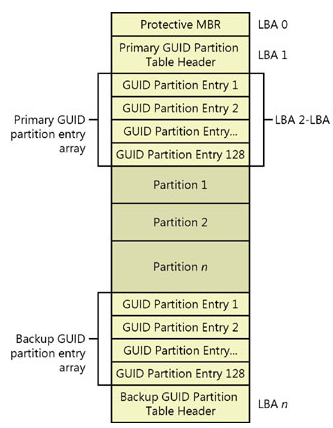 Protective MBR
LBA 0
Primary GUID Partition
Table Header
LBA 1
GUID Partition Entry 1
GUID Partition Entry 2
GUID Partition Entry...
GUID Partition Entry 128
Primary GUID
partition entry
array
LBA 2-LBA
Partition 1
Partition 2
Partition n
GUID Partition Entry 1
GUID Partition Entry 2
GUID Partition Entry...
GUID Partition Entry 128
Backup GUID
partition entry
array
Backup GUID Partition
Table Header
LBA n